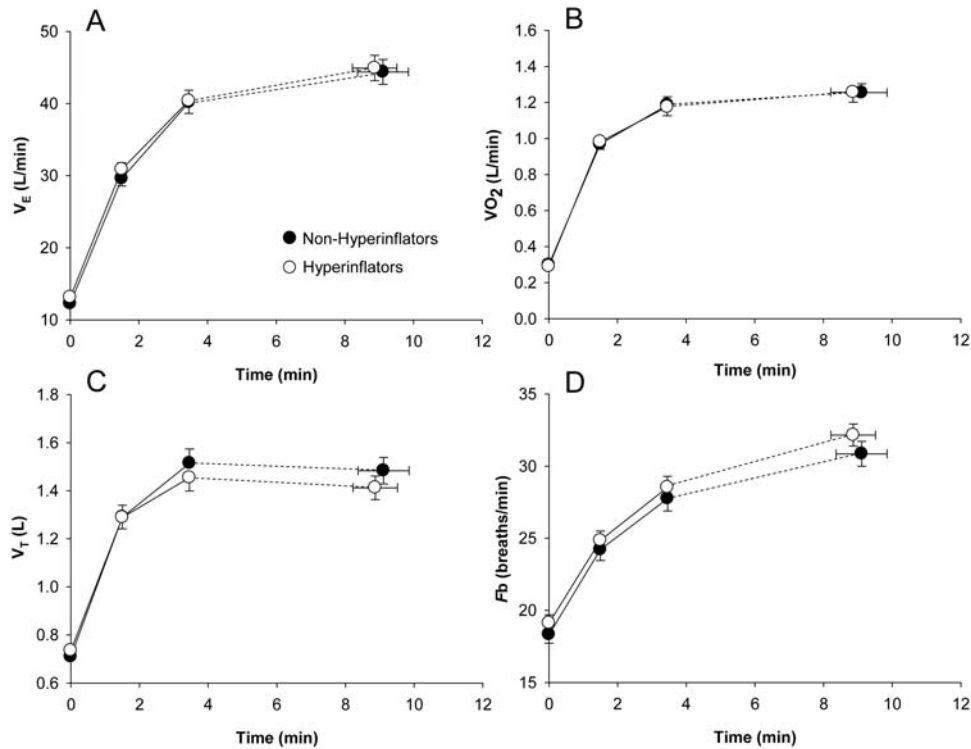 A
50
40
30
20
10
V_E (L/min)
Non-Hyperinflators
Hyperinflators
0 2 4 6 8 10 12
Time (min)
B
1.6
1.4
1.2
1.0
0.8
0.6
0.4
0.2
0.0
VO2 (L/min)
0 2 4 6 8 10 12
Time (min)
C
1.8
1.6
1.4
1.2
1.0
0.8
0.6
V_T (L)
0 2 4 6 8 10 12
Time (min)
D
35
30
25
20
15
Fb (breaths/min)
0 2 4 6 8 10 12
Time (min)